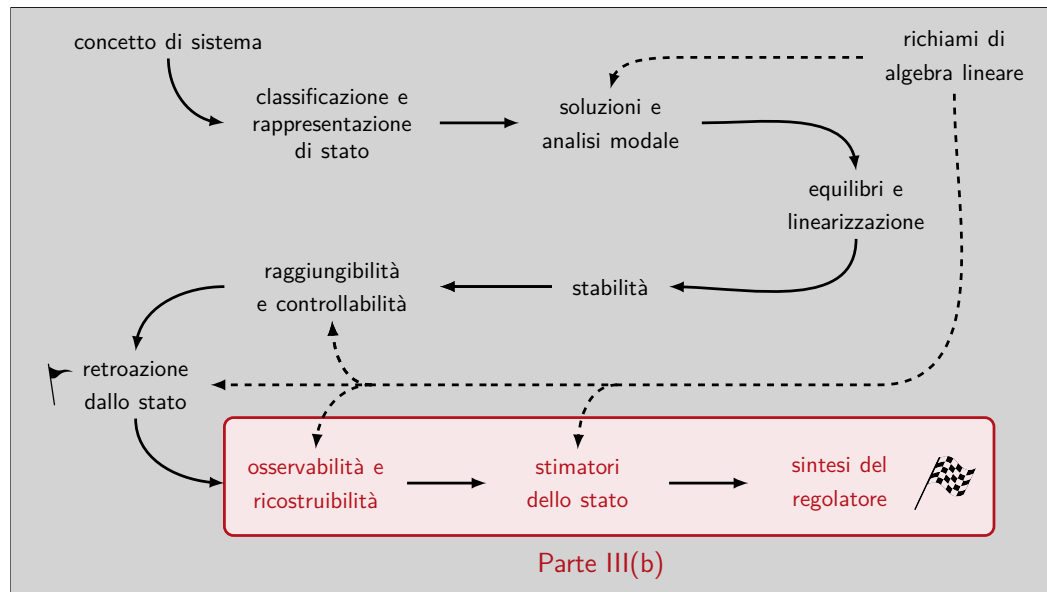 concetto di sistema
richiami di
algebra lineare
classificazione e
rappresentazione
di stato
soluzioni e
analisi modale
equilibri e
linearizzazione
raggiungibilità
e controllabilità
stabilità
retroazione
dallo stato
osservabilità e
ricostruibilità
stimatori
dello stato
sintesi del
regolatore
Parte III(b)